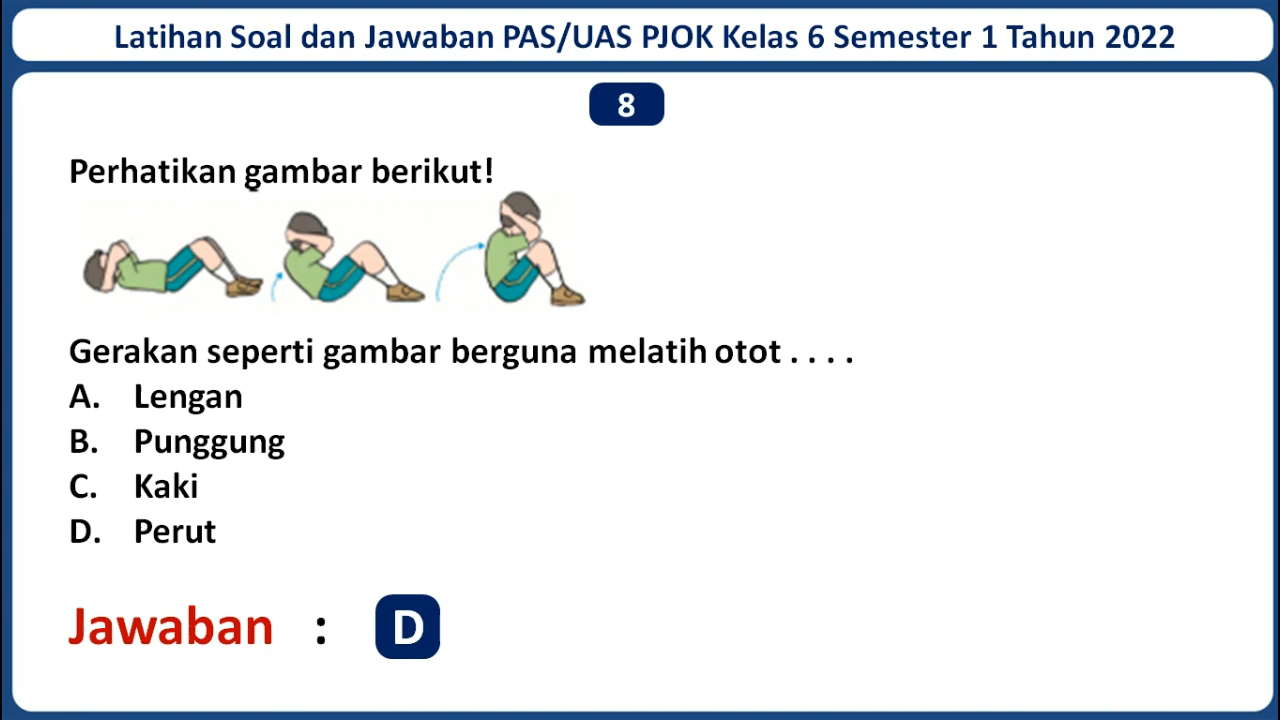 Latihan Soal dan Jawaban PAS/UAS PJOK Kelas 6 Semester 1 Tahun 2022
8
Perhatikan gambar berikut!
Gerakan seperti gambar berguna melatih otot . . . .
A. Lengan
B. Punggung
C. Kaki
D. Perut
Jawaban : D